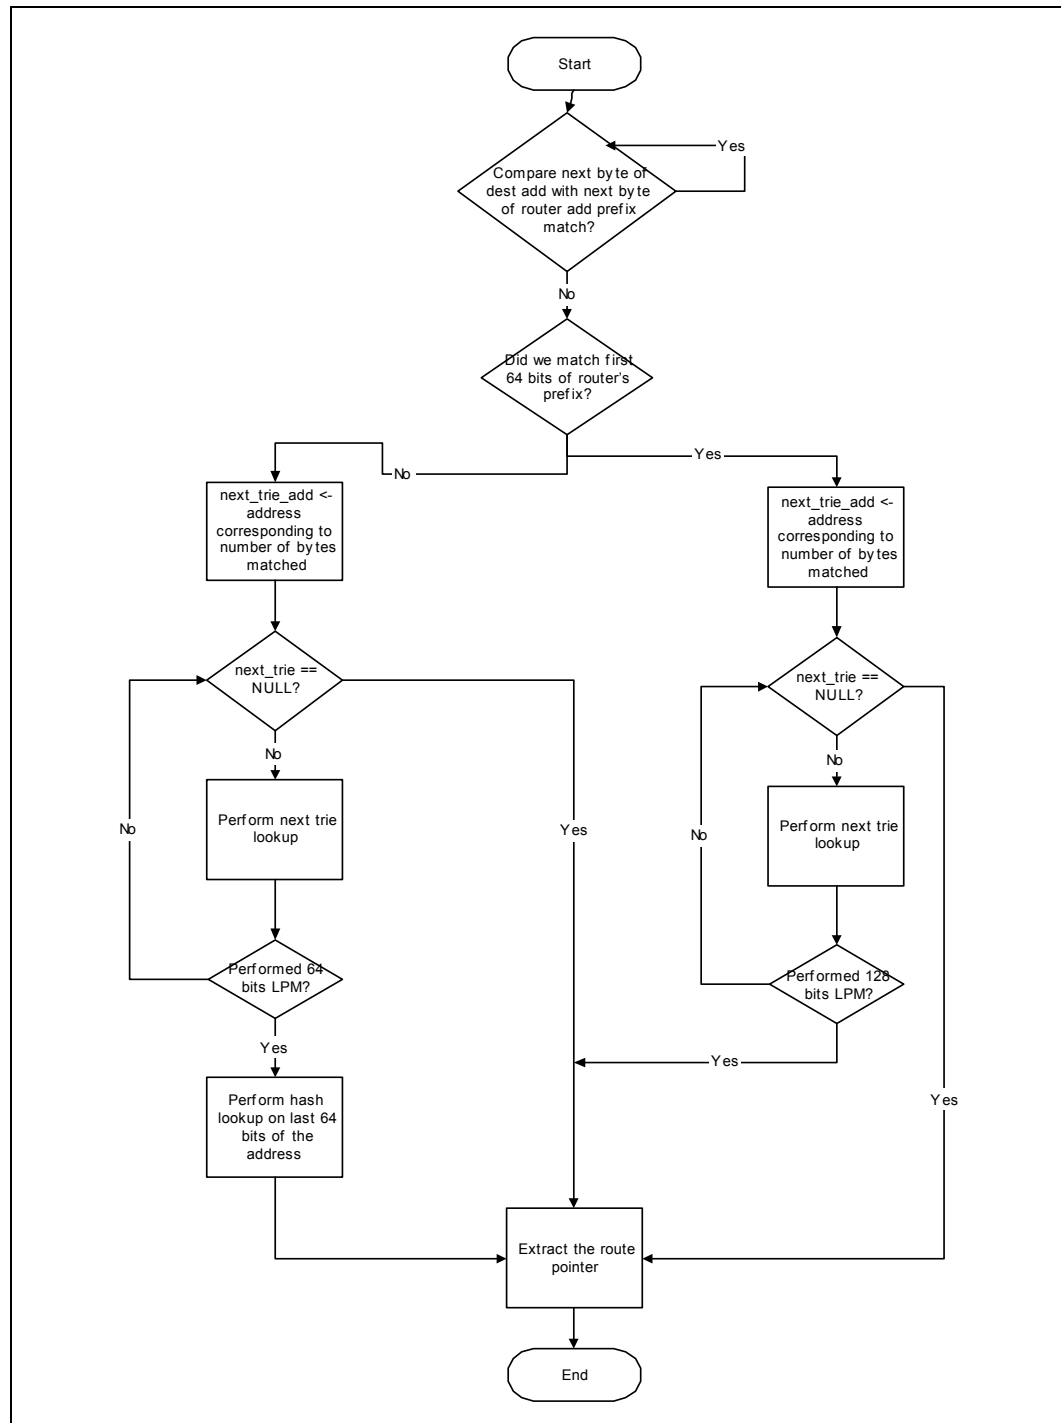 Start
Yes
Compare next byte of
dest add with next byte
of router add prefix
match?
No
Did we match first
64 bits of router's
prefix?
No
Yes
next_trie_add <-
address
corresponding to
number of bytes
matched
next_trie_add <-
address
corresponding to
number of bytes
matched
next_trie ==
NULL?
next_trie ==
NULL?
No
No
Perform next trie
lookup
Perform next trie
lookup
No
Yes
No
Performed 64
bits LPM?
Performed 128
bits LPM?
Yes
Yes
Perform hash
lookup on last 64
bits of the
address
Yes
Extract the route
pointer
End